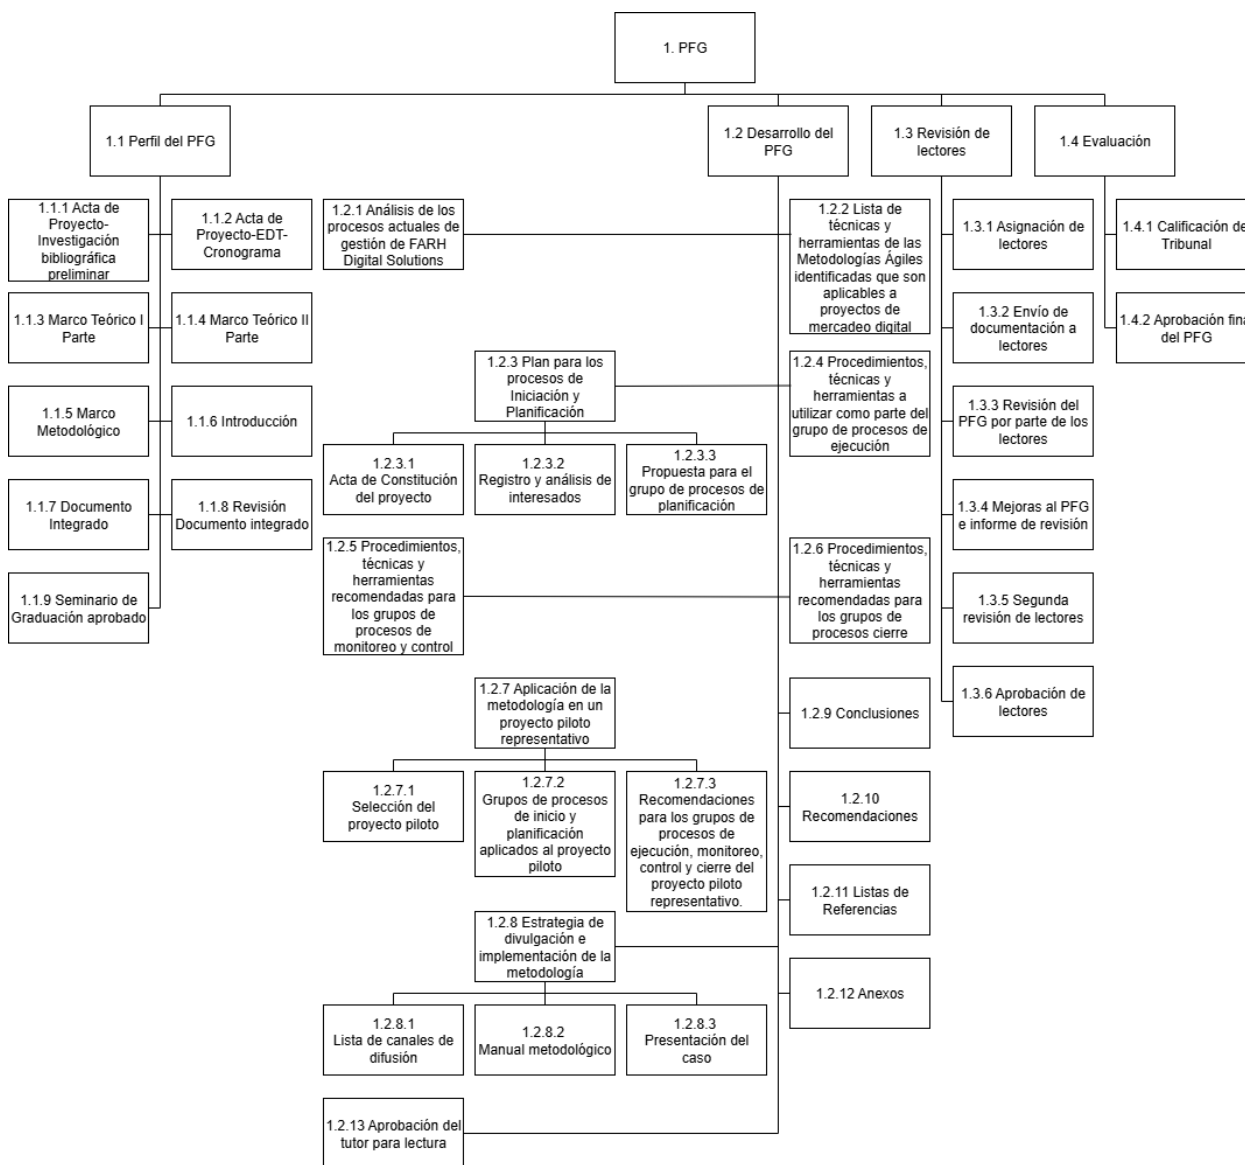 1. PFG
1.1 Perfil del PFG
1.2 Desarrollo del
PFG
1.3 Revisión de
lectores
1.4 Evaluación
1.1.1 Acta de
Proyecto-
Investigación
bibliográfica
preliminar
1.1.2 Acta de
Proyecto-EDT-
Cronograma
1.1.3 Marco Teórico I
Parte
1.1.4 Marco Teórico II
Parte
1.1.5 Marco
Metodológico
1.1.6 Introducción
1.1.7 Documento
Integrado
1.1.8 Revisión
Documento integrado
1.1.9 Seminario de
Graduación aprobado
1.2.1 Análisis de los
procesos actuales de
gestión de FARH
Digital Solutions
1.2.2 Lista de
técnicas y
herramientas de las
Metodologías Ágiles
identificadas que son
aplicables a
proyectos de
mercadeo digital
1.2.3 Plan para los
procesos de
Iniciación y
Planificación
1.2.3.1
Acta de Constitución
del proyecto
1.2.3.2
Registro y análisis de
interesados
1.2.3.3
Propuesta para el
grupo de procesos de
planificación
1.2.4 Procedimientos,
técnicas y
herramientas a
utilizar como parte del
grupo de procesos de
ejecución
1.2.5 Procedimientos,
técnicas y
herramientas
recomendadas para
los grupos de
procesos de
monitoreo y control
1.2.6 Procedimientos,
técnicas y
herramientas
recomendadas para
los grupos de
procesos cierre
1.2.7 Aplicación de la
metodología en un
proyecto piloto
representativo
1.2.7.1
Selección del
proyecto piloto
1.2.7.2
Grupos de procesos
de inicio y
planificación
aplicados al proyecto
piloto
1.2.7.3
Recomendaciones
para los grupos de
procesos de
ejecución, monitoreo,
control y cierre del
proyecto piloto
representativo.
1.2.8 Estrategia de
divulgación e
implementación de la
metodología
1.2.8.1
Lista de canales de
difusión
1.2.8.2
Manual metodológico
1.2.8.3
Presentación del
caso
1.2.9 Conclusiones
1.2.10
Recomendaciones
1.2.11 Listas de
Referencias
1.2.12 Anexos
1.2.13 Aprobación del
tutor para lectura
1.3.1 Asignación de
lectores
1.3.2 Envío de
documentación a
lectores
1.3.3 Revisión del
PFG por parte de los
lectores
1.3.4 Mejoras al PFG
e informe de revisión
1.3.5 Segunda
revisión de lectores
1.3.6 Aprobación de
lectores
1.4.1 Calificación de
Tribunal
1.4.2 Aprobación fina
del PFG